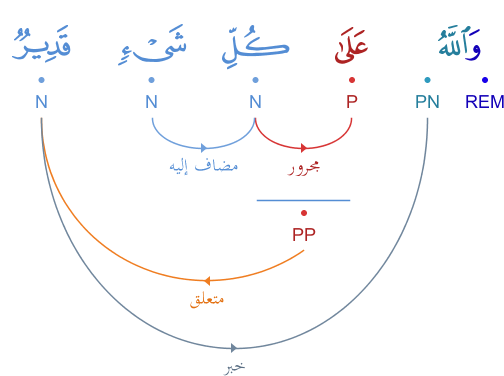 وَٱللَّهُ عَلَىٰ كُلِّ شَىْءٍ قَدِيرٌ
REM PN P N N N
مجرور مضاف إليه
PP
متعلق
خبر